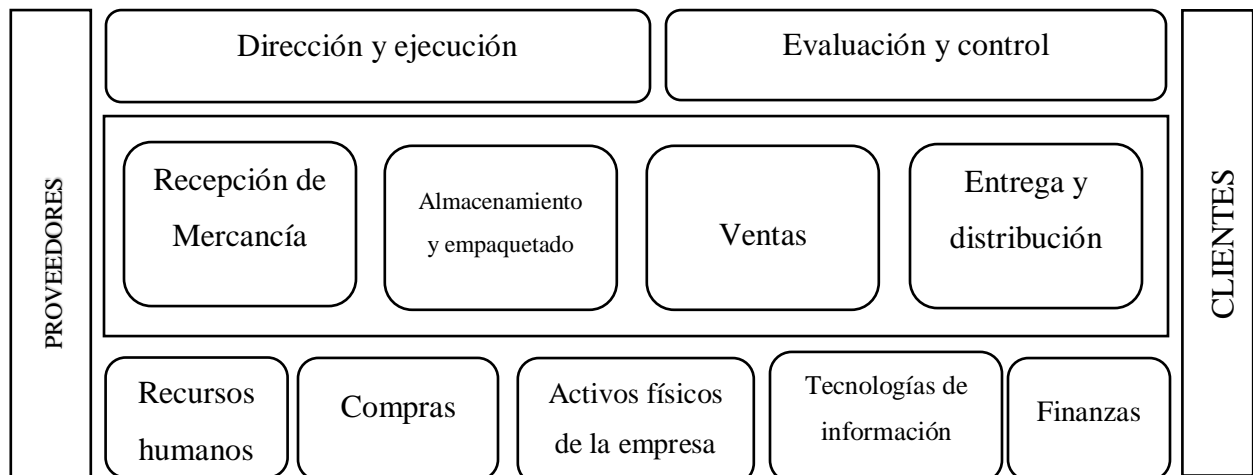 PROVEEDORES
Dirección y ejecución
Evaluación y control
Recepción de
Mercancía
Almacenamiento
y empaquetado
Ventas
Entrega y
distribución
Recursos
humanos
Compras
Activos físicos
de la empresa
Tecnologías de
información
Finanzas
CLIENTES